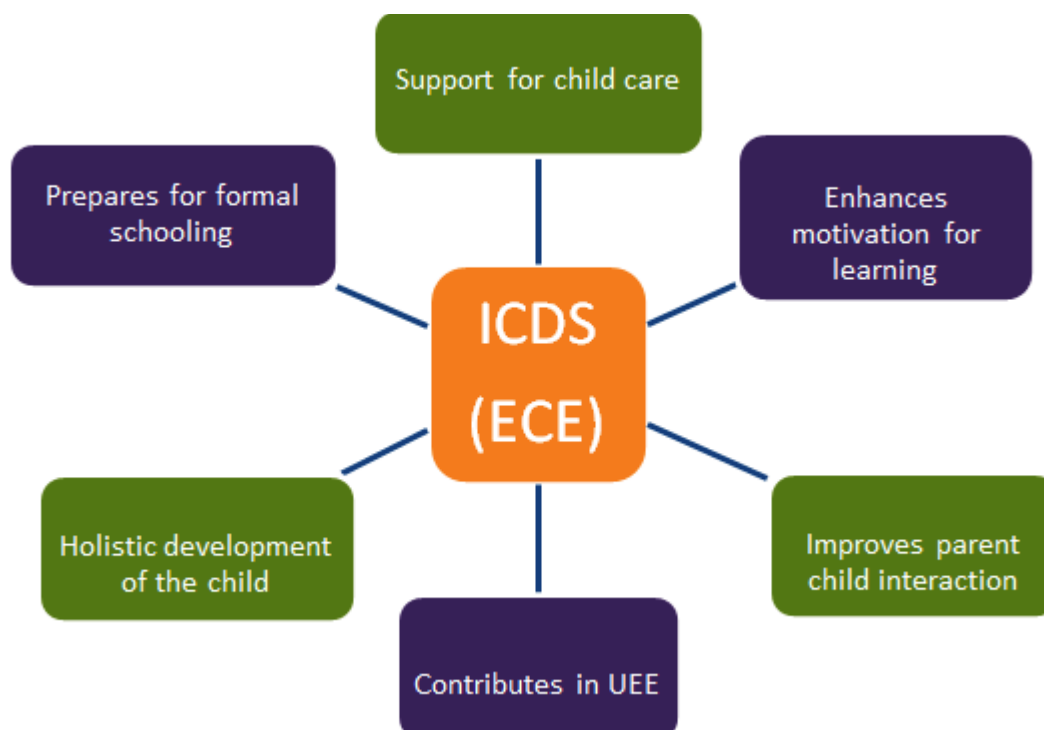 Support for child care
Prepares for formal
schooling
Enhances
motivation for
learning
ICDS
(ECE)
Holistic development
of the child
Improves parent
child interaction
Contributes in UEE